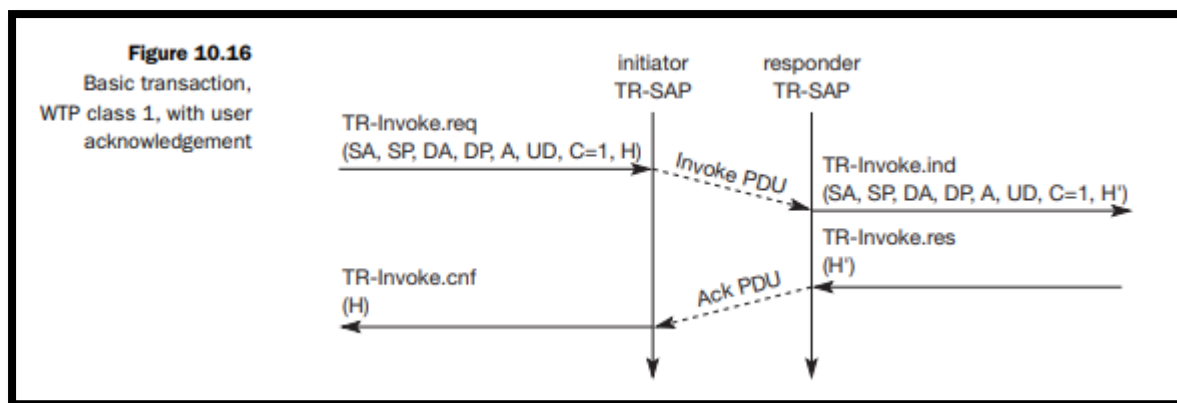 Figure 10.16
Basic transaction,
WTP class 1, with user
acknowledgement
initiator
TR-SAP
responder
TR-SAP
TR-Invoke.req
(SA, SP, DA, DP, A, UD, C=1, H)
Invoke PDU
TR-Invoke.ind
(SA, SP, DA, DP, A, UD, C=1, H')
TR-Invoke.res
(H')
Ack PDU
TR-Invoke.cnf
(H)